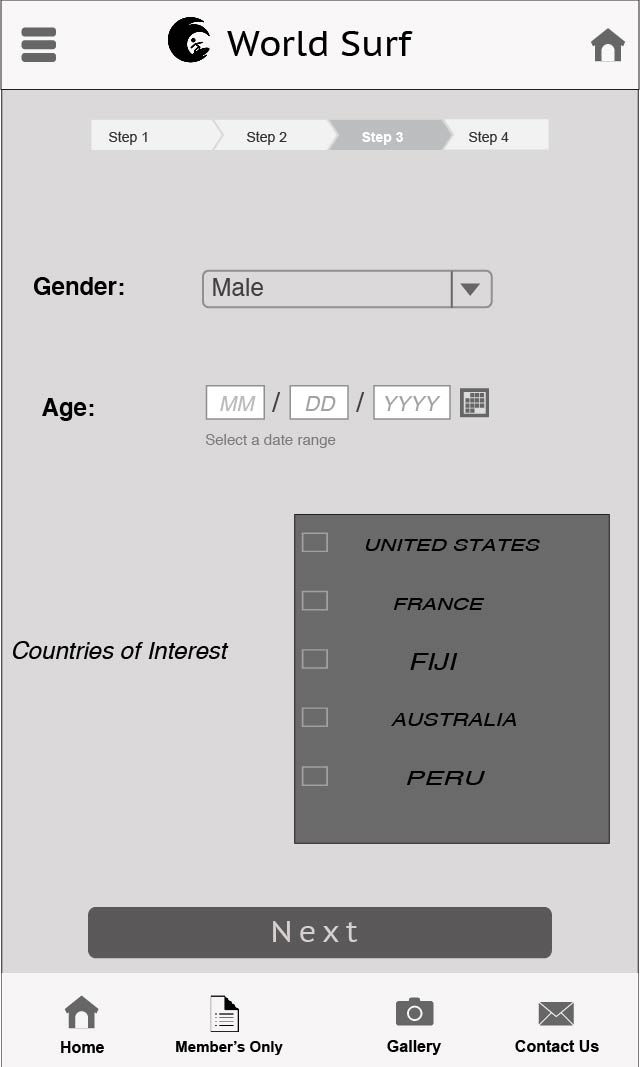 World Surf
Step 1 Step 2 Step 3 Step 4
Gender: Male
Age: MM / DD / YYYY
Select a date range
UNITED STATES
FRANCE
Countries of Interest
FIJI
AUSTRALIA
PERU
Next
Home Member's Only Gallery Contact Us